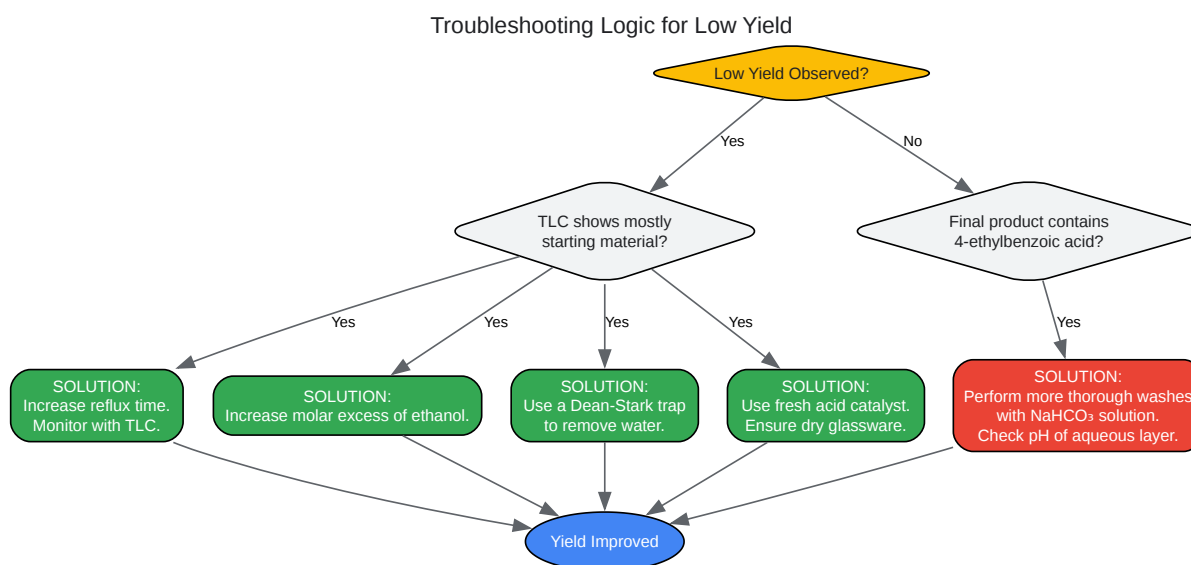 Troubleshooting Logic for Low Yield
Low Yield Observed?
Yes
No
TLC shows mostly
starting material?
Final product contains
4-ethylbenzoic acid?
Yes
Yes
Yes
Yes
Yes
SOLUTION:
Increase reflux time.
Monitor with TLC.
SOLUTION:
Increase molar excess of ethanol.
SOLUTION:
Use a Dean-Stark trap
to remove water.
SOLUTION:
Use fresh acid catalyst.
Ensure dry glassware.
SOLUTION:
Perform more thorough washes
with NaHCO₃ solution.
Check pH of aqueous layer.
Yield Improved